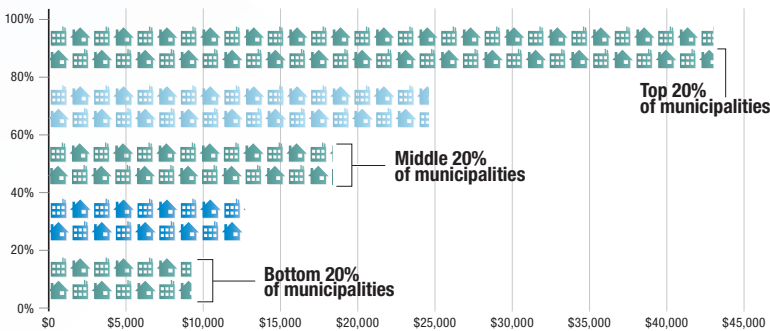 100%
80%
Top 20%
of municipalities
60%
Middle 20%
of municipalities
40%
20%
Bottom 20%
of municipalities
0%
$0 $5,000 $10,000 $15,000 $20,000 $25,000 $30,000 $35,000 $40,000 $45,000